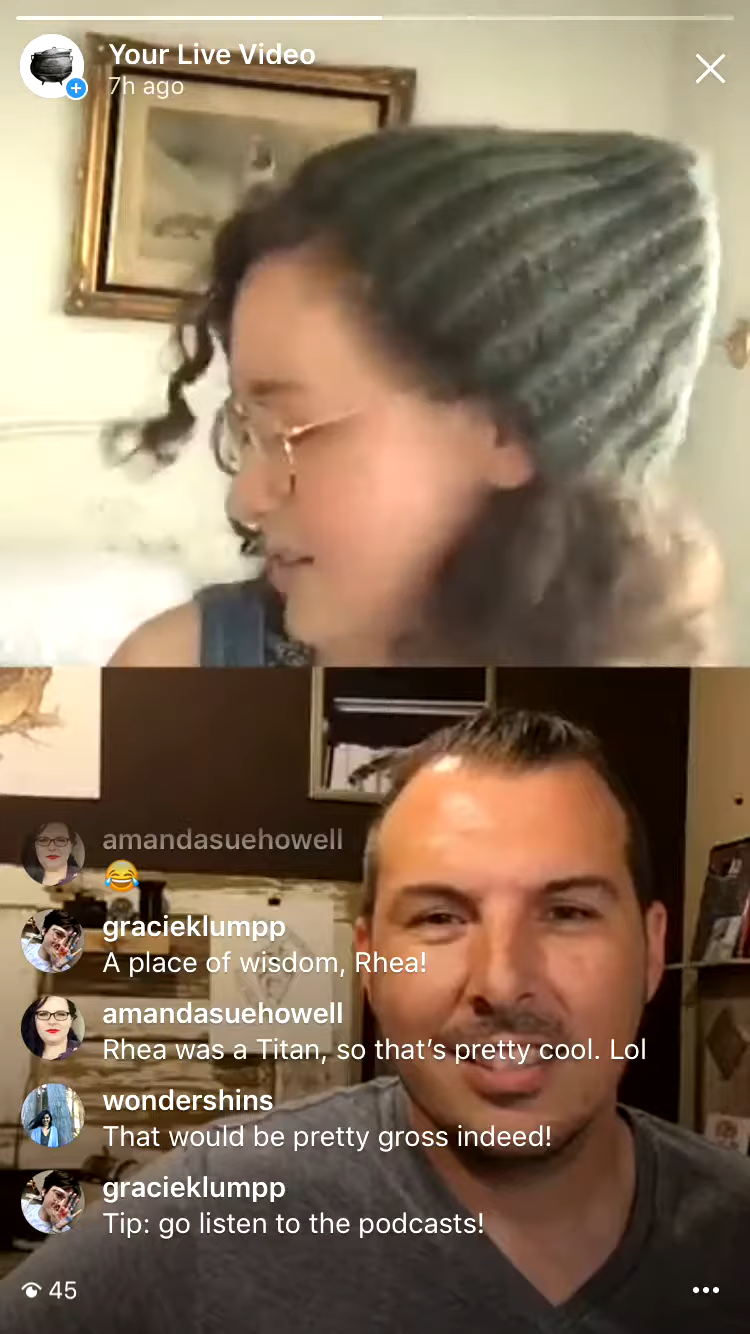 Your Live Video
7h ago
amandasuehowell
😂
gracieklumpp
A place of wisdom, Rhea!
amandasuehowell
Rhea was a Titan, so that's pretty cool. Lol
wondershins
That would be pretty gross indeed!
gracieklumpp
Tip: go listen to the podcasts!
45